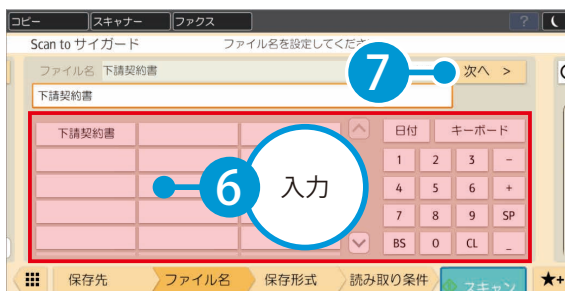 コピー スキャナー ファクス ?
Scan to サイガード ファイル名を設定してくださ
ファイル名 下請契約書 7 次へ >
下請契約書
下請契約書 日付 キーボード
1 2 3 -
6 入力 4 5 6 +
7 8 9 SP
BS 0 CL _
保存先 ファイル名 保存形式 読み取り条件 スキャン ★+